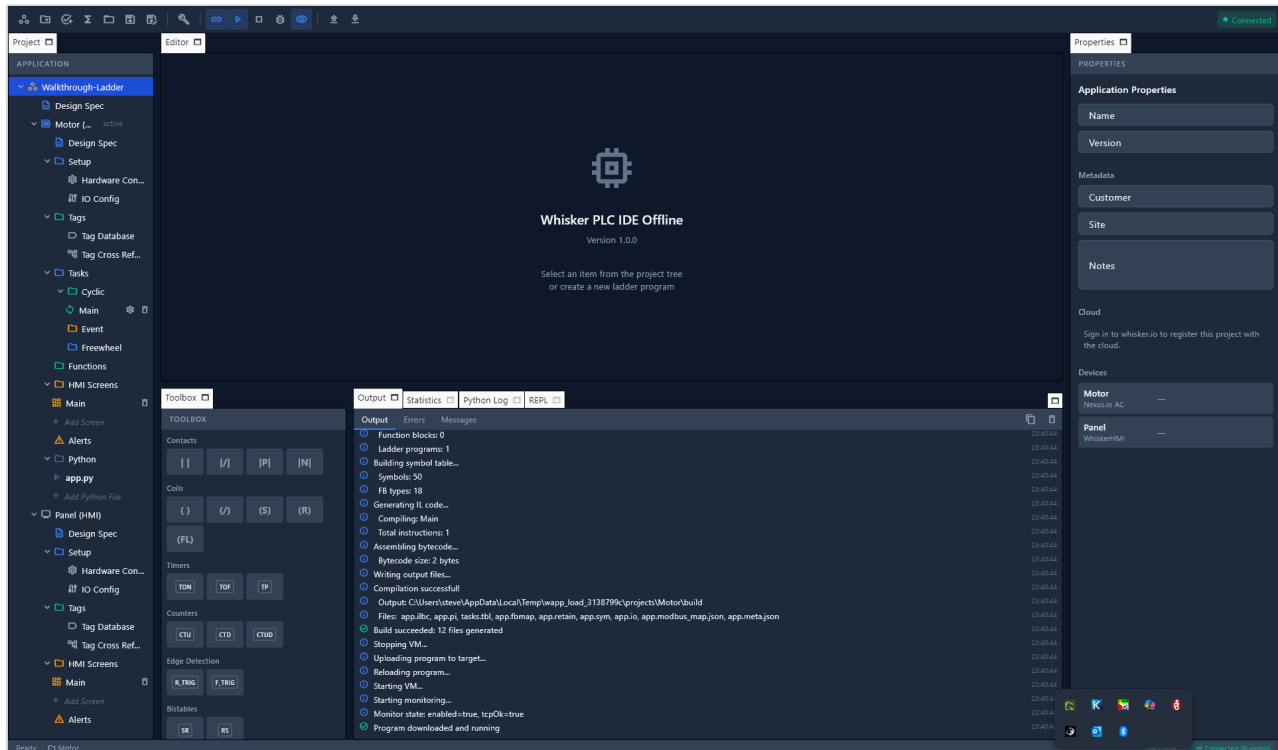 Connected
Project
Editor
Properties
APPLICATION
Walkthrough-Ladder
Design Spec
Motor (... active
Design Spec
Setup
Hardware Con...
IO Config
Tags
Tag Database
Tag Cross Ref...
Tasks
Cyclic
Main
Event
Freewheel
Functions
HMI Screens
Main
+ Add Screen
Alerts
Python
app.py
+ Add Python File
Panel (HMI)
Design Spec
Setup
Hardware Con...
IO Config
Tags
Tag Database
Tag Cross Ref...
HMI Screens
Main
+ Add Screen
Alerts
Whisker PLC IDE Offline
Version 1.0.0
Select an item from the project tree
or create a new ladder program
Toolbox
TOOLBOX
Contacts
| | |/| |P| |N|
Coils
( ) (/) (S) (R)
(FL)
Timers
TON TOF TP
Counters
CTU CTD CTUD
Edge Detection
R_TRIG F_TRIG
Bistables
SR RS
Output Statistics Python Log REPL
Output Errors Messages
Function blocks: 0 23:40:44
Ladder programs: 1 23:40:44
Building symbol table... 23:40:44
Symbols: 50 23:40:44
FB types: 18 23:40:44
Generating IL code... 23:40:44
Compiling: Main 23:40:44
Total instructions: 1 23:40:44
Assembling bytecode... 23:40:44
Bytecode size: 2 bytes 23:40:44
Writing output files... 23:40:44
Compilation successful! 23:40:44
Output: C:\Users\steve\AppData\Local\Temp\wapp_load_3138799c\projects\Motor\build 23:40:44
Files: app.ilbc, app.pi, tasks.tbl, app.fbmap, app.retain, app.sym, app.io, app.modbus_map.json, app.meta.json 23:40:44
Build succeeded: 12 files generated 23:40:44
Stopping VM... 23:40:44
Uploading program to target... 23:40:44
Reloading program... 23:40:44
Starting VM... 23:40:44
Starting monitoring... 23:40:4
Monitor state: enabled=true, tcpOk=true 23:40:4
Program downloaded and running 23:40:4
PROPERTIES
Application Properties
Name
Version
Metadata
Customer
Site
Notes
Cloud
Sign in to whisker.io to register this project with
the cloud.
Devices
Motor
Nexus.io AC
—
Panel
WhiskerHMI
—
Ready Motor
Connected (Running)